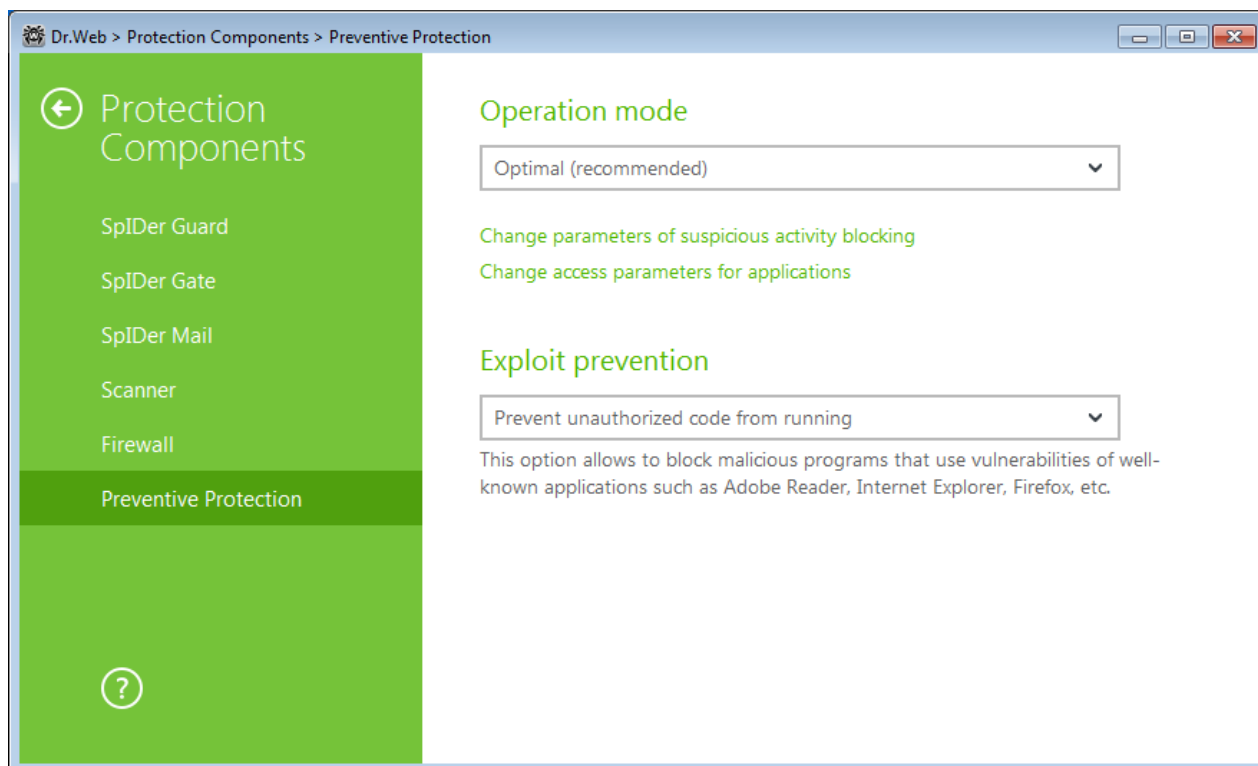 Dr.Web > Protection Components > Preventive Protection
Protection
Components
SpIDer Guard
SpIDer Gate
SpIDer Mail
Scanner
Firewall
Preventive Protection
?
Operation mode
Optimal (recommended)
Change parameters of suspicious activity blocking
Change access parameters for applications
Exploit prevention
Prevent unauthorized code from running
This option allows to block malicious programs that use vulnerabilities of well-
known applications such as Adobe Reader, Internet Explorer, Firefox, etc.